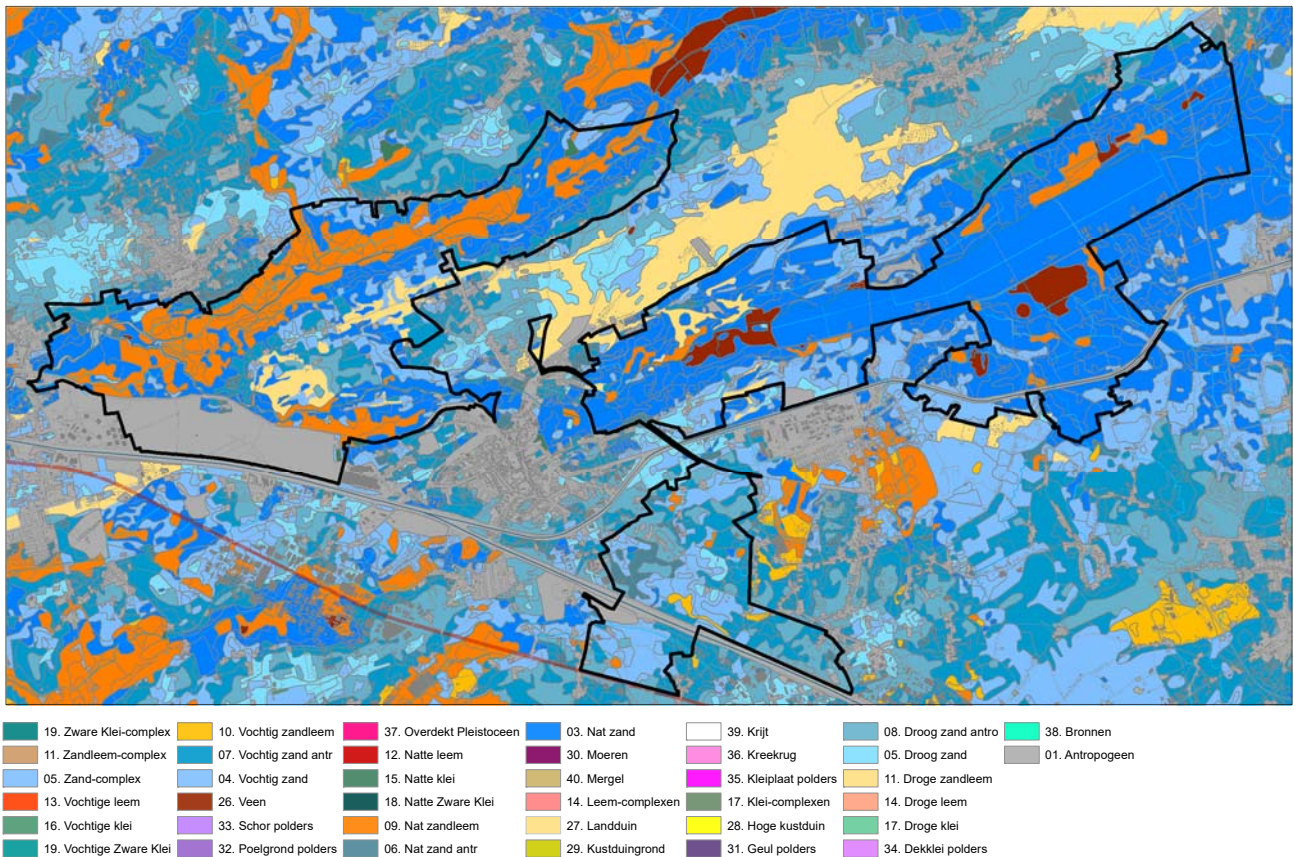 19. Zware Klei-complex
11. Zandleem-complex
05. Zand-complex
13. Vochtige leem
16. Vochtige klei
19. Vochtige Zware Klei
10. Vochtig zandleem
07. Vochtig zand antr
04. Vochtig zand
26. Veen
33. Schor polders
32. Poelgrond polders
37. Overdekt Pleistoceen
12. Natte leem
15. Natte klei
18. Natte Zware Klei
09. Nat zandleem
06. Nat zand antr
03. Nat zand
30. Moeren
40. Mergel
14. Leem-complexen
27. Landduin
29. Kustduingrond
39. Krijt
36. Kreekrug
35. Kleiplaat polders
17. Klei-complexen
28. Hoge kustduin
31. Geul polders
08. Droog zand antro
05. Droog zand
11. Droge zandleem
14. Droge leem
17. Droge klei
34. Dekklei polders
38. Bronnen
01. Antropogeen